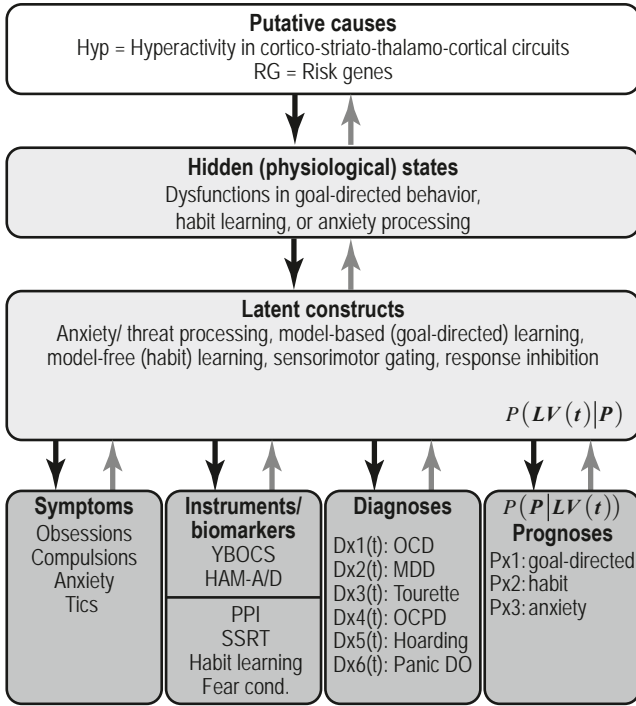 Putative causes
Hyp = Hyperactivity in cortico-striato-thalamo-cortical circuits
RG = Risk genes
Hidden (physiological) states
Dysfunctions in goal-directed behavior,
habit learning, or anxiety processing
Latent constructs
Anxiety/ threat processing, model-based (goal-directed) learning,
model-free (habit) learning, sensorimotor gating, response inhibition
P(LV(t)|P)
Symptoms
Obsessions
Compulsions
Anxiety
Tics
Instruments/
biomarkers
YBOCS
HAM-A/D
PPI
SSRT
Habit learning
Fear cond.
Diagnoses
Dx1(t): OCD
Dx2(t): MDD
Dx3(t): Tourette
Dx4(t): OCPD
Dx5(t): Hoarding
Dx6(t): Panic DO
P(P|LV(t))
Prognoses
Px1: goal-directed
Px2: habit
Px3: anxiety